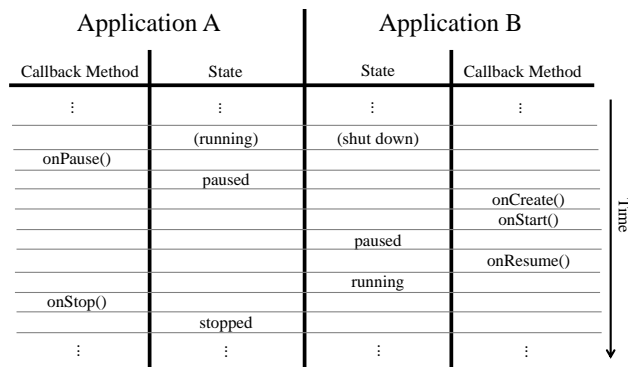 Application A Application B
Callback Method State State Callback Method
⋮ ⋮ ⋮ ⋮
(running) (shut down)
onPause()
paused
onCreate()
onStart()
paused
onResume()
running
onStop()
stopped
⋮ ⋮ ⋮ ⋮
Time